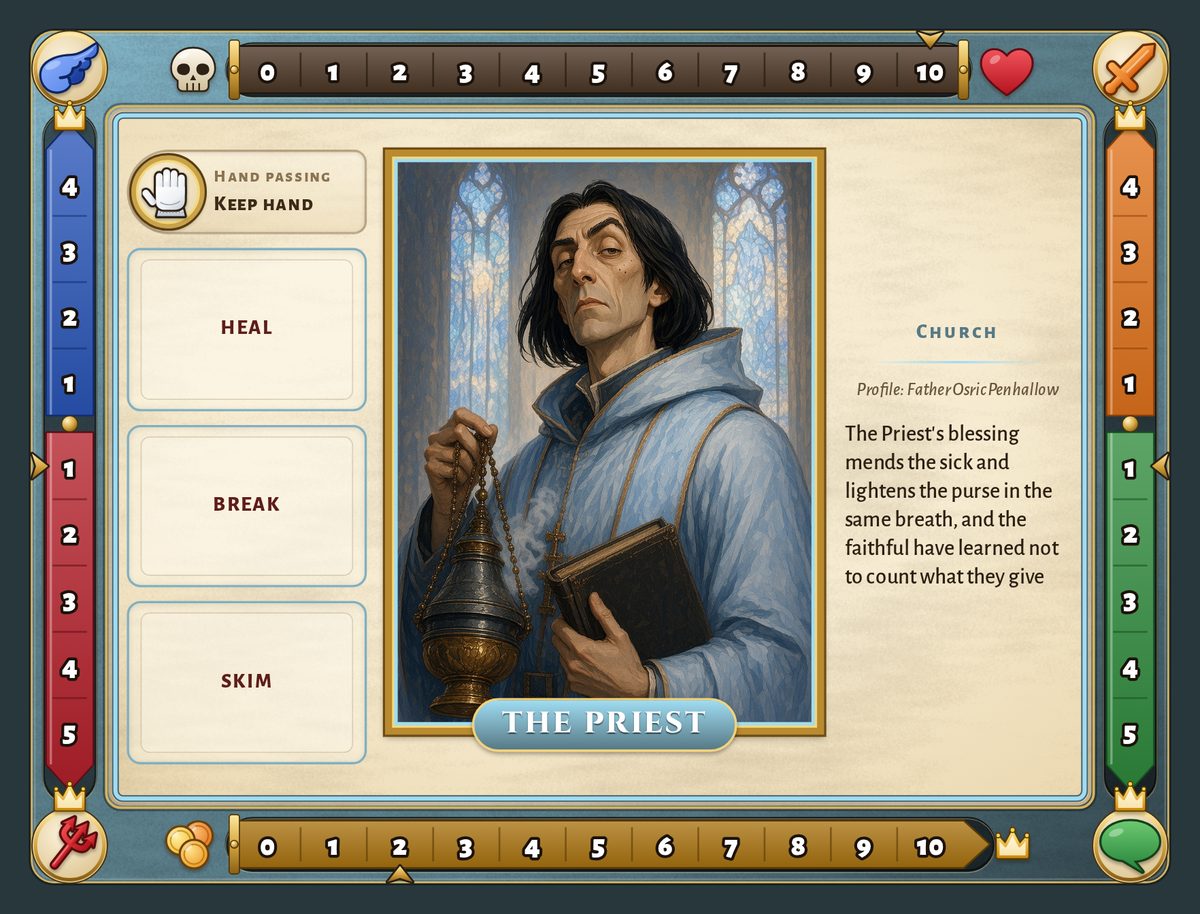 0 1 2 3 4 5 6 7 8 9 10
4
3
2
1
1
2
3
4
5
Hand passing
Keep hand
HEAL
BREAK
SKIM
THE PRIEST
Church
Profile: Father Osric Penhallow
The Priest's blessing
mends the sick and
lightens the purse in the
same breath, and the
faithful have learned not
to count what they give
4
3
2
1
1
2
3
4
5
0 1 2 3 4 5 6 7 8 9 10